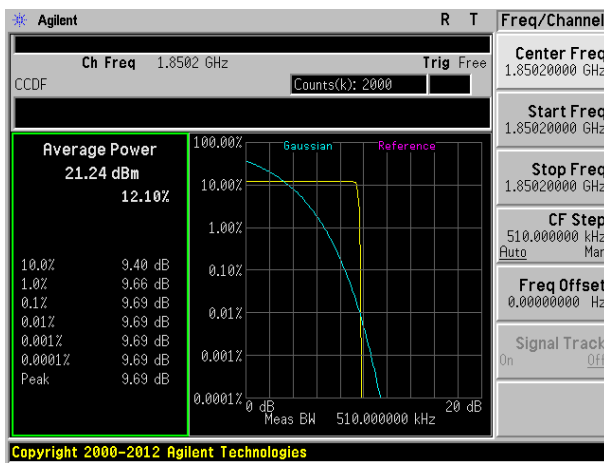 Agilent R T
Ch Freq 1.8502 GHz Trig Free
CCDF Counts(k): 2000
Average Power
21.24 dBm
12.10%
10.0% 9.40 dB
1.0% 9.66 dB
0.1% 9.69 dB
0.01% 9.69 dB
0.001% 9.69 dB
0.0001% 9.69 dB
Peak 9.69 dB
100.00%
Gaussian Reference
10.00%
1.00%
0.10%
0.01%
0.001%
0.0001%
0 dB 20 dB
Meas BW 510.000000 kHz
Freq/Channel
Center Freq
1.85020000 GHz
Start Freq
1.85020000 GHz
Stop Freq
1.85020000 GHz
CF Step
510.000000 kHz
Auto Man
Freq Offset
0.00000000 Hz
Signal Track
On Off
Copyright 2000-2012 Agilent Technologies